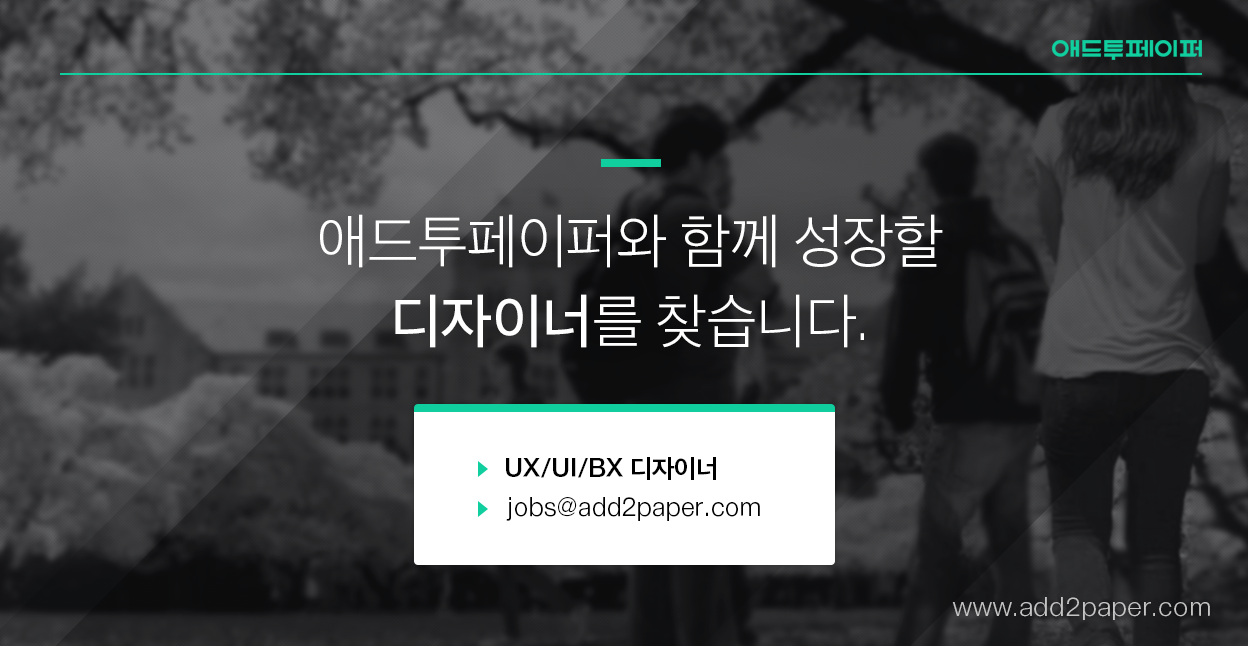 애드투페이퍼
애드투페이퍼와 함께 성장할
디자이너를 찾습니다.
UX/UI/BX 디자이너
jobs@add2paper.com
www.add2paper.com